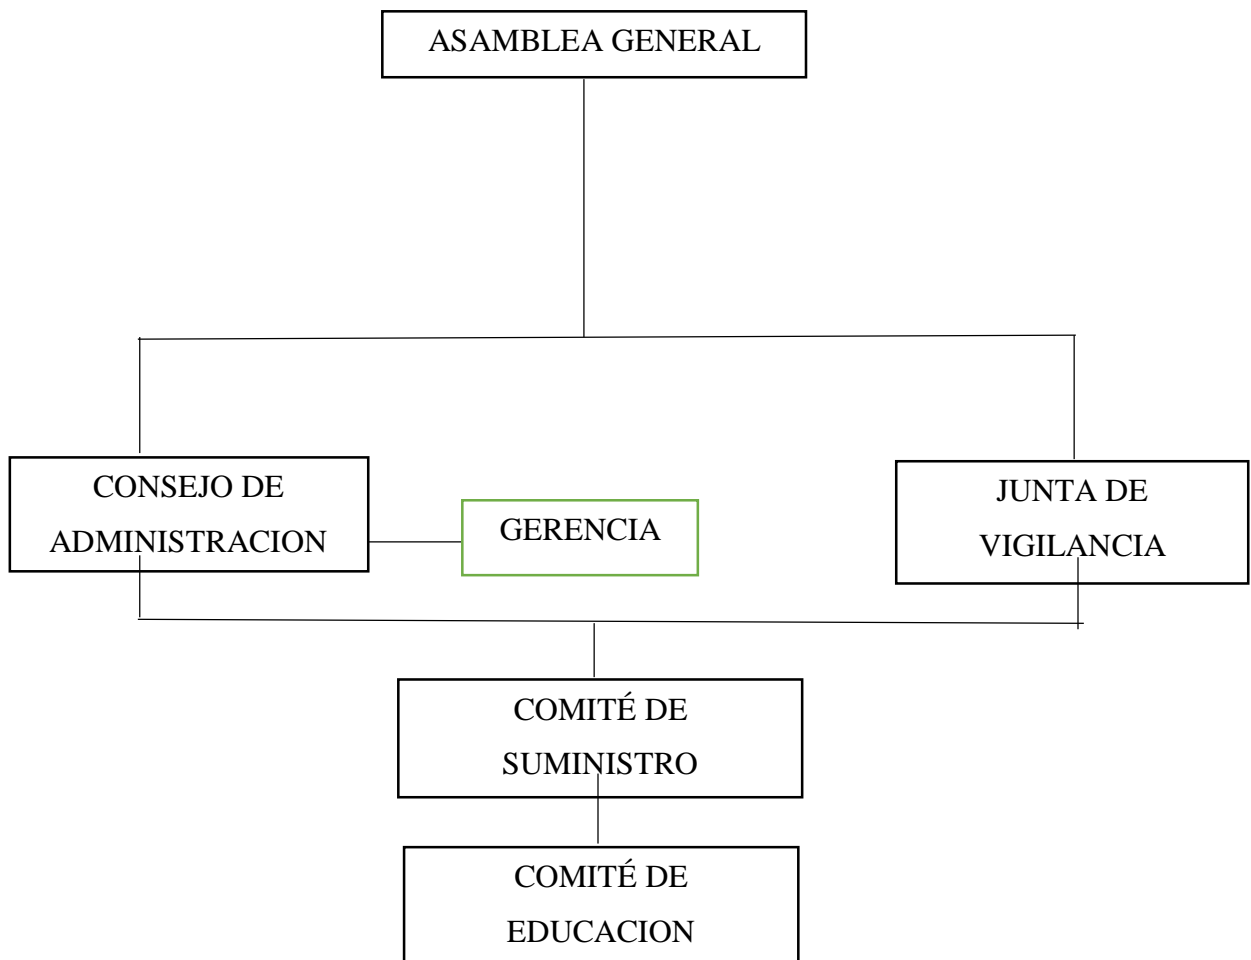 ASAMBLEA GENERAL
CONSEJO DE
ADMINISTRACION
GERENCIA
JUNTA DE
VIGILANCIA
COMITÉ DE
SUMINISTRO
COMITÉ DE
EDUCACION